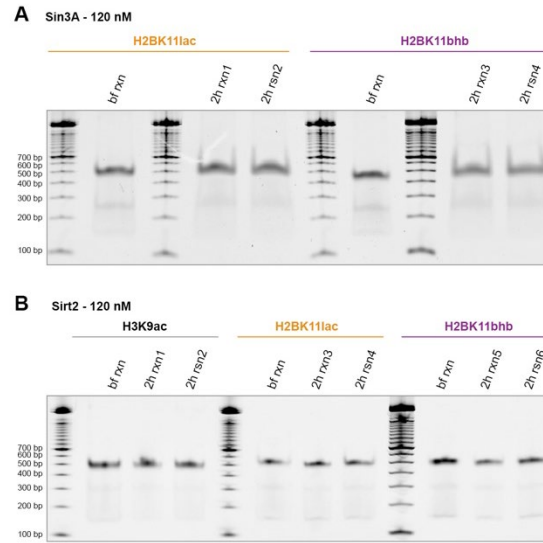 A Sin3A - 120 nM
H2BK11lac H2BK11bhb
bf rxn 2h rxn1 2h rsn2 bf rxn 2h rxn3 2h rsn4
700 bp
600 bp
500 bp
400 bp
300 bp
200 bp
100 bp
B Sirt2 - 120 nM
H3K9ac H2BK11lac H2BK11bhb
bf rxn 2h rxn1 2h rsn2 bf rxn 2h rxn3 2h rsn4 bf rxn 2h rxn5 2h rsn6
700 bp
600 bp
500 bp
400 bp
300 bp
200 bp
100 bp